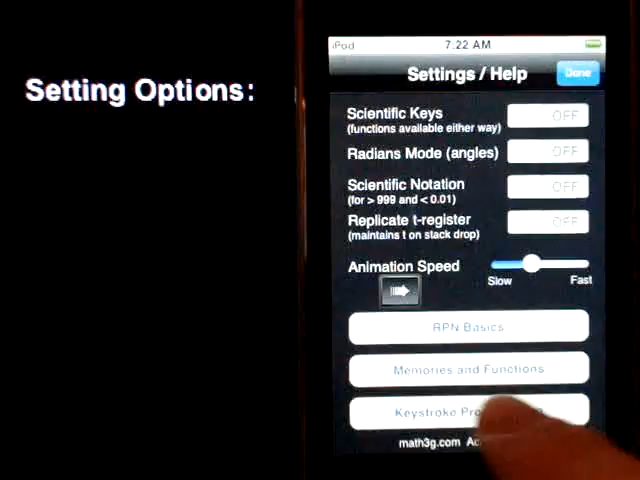 Setting Options:
iPod
7:22 AM
Settings / Help
Done
Scientific Keys
(functions available either way)
OFF
Radians Mode (angles)
OFF
Scientific Notation
(for > 999 and < 0.01)
OFF
Replicate t-register
(maintains t on stack drop)
OFF
Animation Speed
Slow
Fast
RPN Basics
Memories and Functions
Keystroke
math3g.com